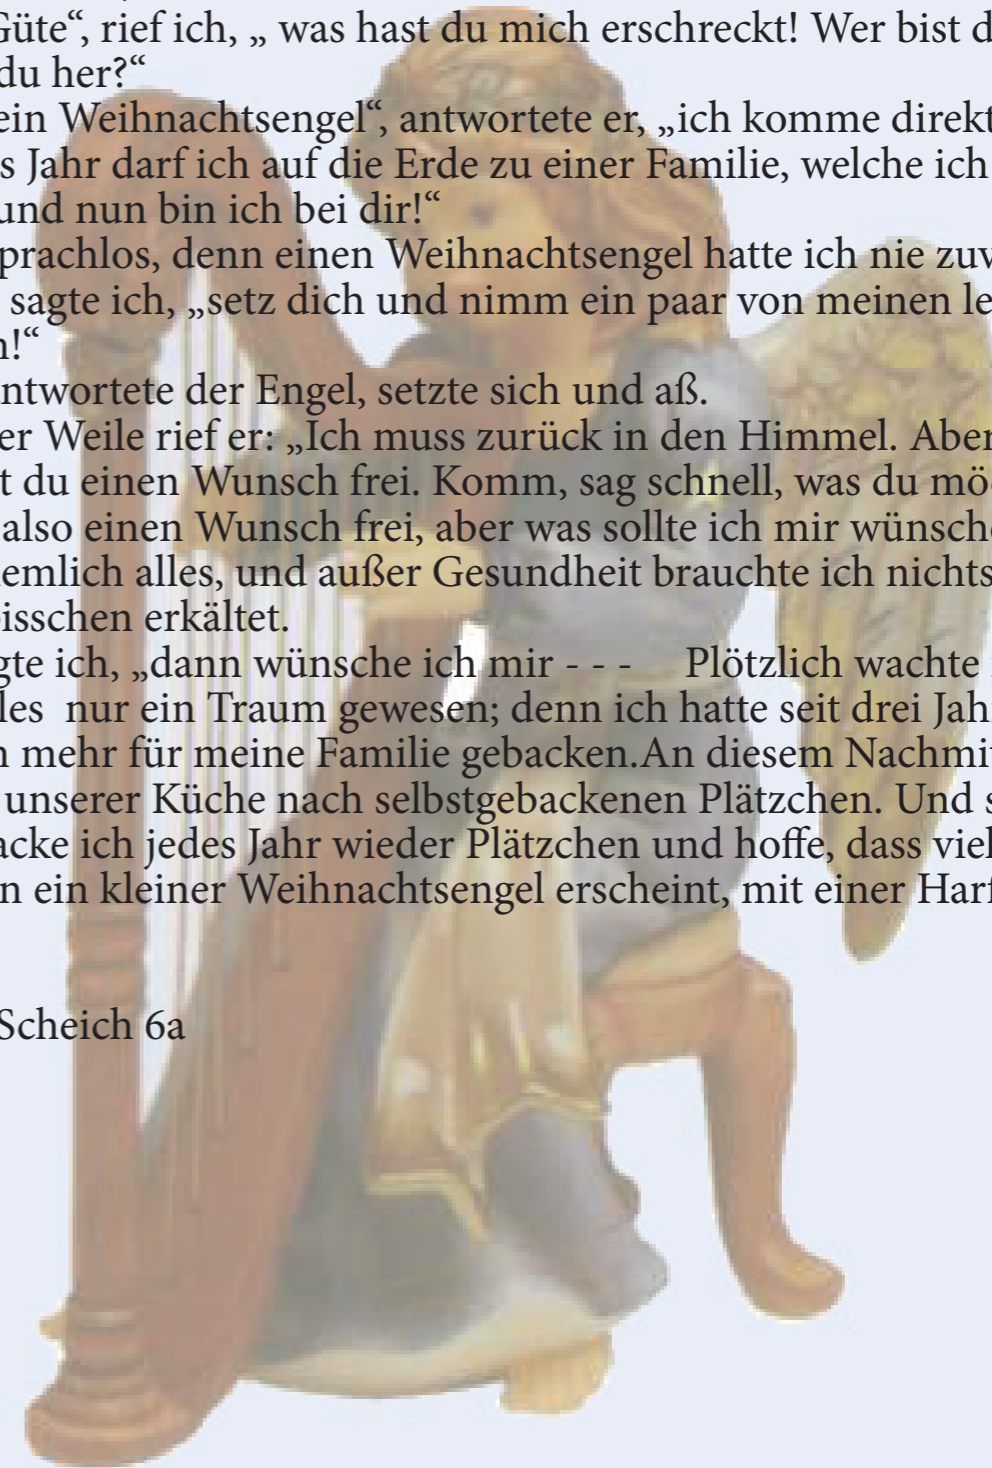 Güte“, rief ich, „ was hast du mich erschreckt! Wer bist d
du her?“
ein Weihnachtsengel“, antwortete er, „ich komme direkt
s Jahr darf ich auf die Erde zu einer Familie, welche ich
und nun bin ich bei dir!“
prachlos, denn einen Weihnachtsengel hatte ich nie zuv
sagte ich, „setz dich und nimm ein paar von meinen le
n!“
antwortete der Engel, setzte sich und aß.
er Weile rief er: „Ich muss zurück in den Himmel. Aber
t du einen Wunsch frei. Komm, sag schnell, was du mö
also einen Wunsch frei, aber was sollte ich mir wünsche
iemlich alles, und außer Gesundheit brauchte ich nichts
bisschen erkältet.
gte ich, „dann wünsche ich mir - - - Plötzlich wachte
les nur ein Traum gewesen; denn ich hatte seit drei Jah
n mehr für meine Familie gebacken.An diesem Nachmit
unserer Küche nach selbstgebackenen Plätzchen. Und s
acke ich jedes Jahr wieder Plätzchen und hoffe, dass viel
n ein kleiner Weihnachtsengel erscheint, mit einer Harf
Scheich 6a